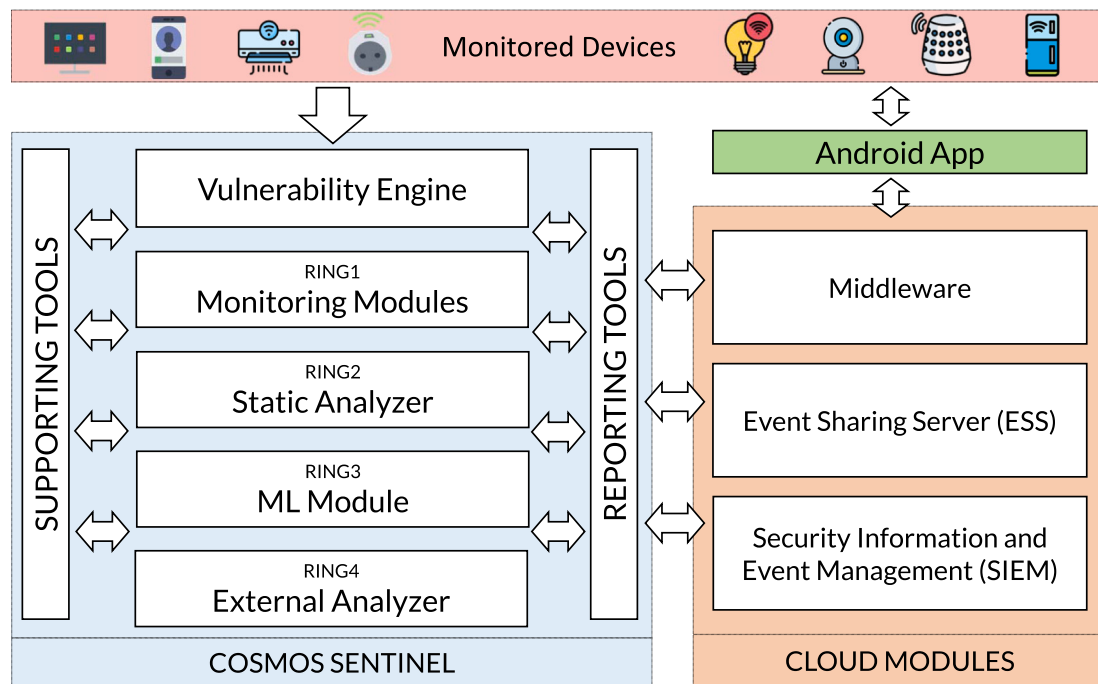 Monitored Devices
Android App
SUPPORTING TOOLS
Vulnerability Engine
RING1
Monitoring Modules
RING2
Static Analyzer
RING3
ML Module
RING4
External Analyzer
REPORTING TOOLS
COSMOS SENTINEL
Middleware
Event Sharing Server (ESS)
Security Information and
Event Management (SIEM)
CLOUD MODULES